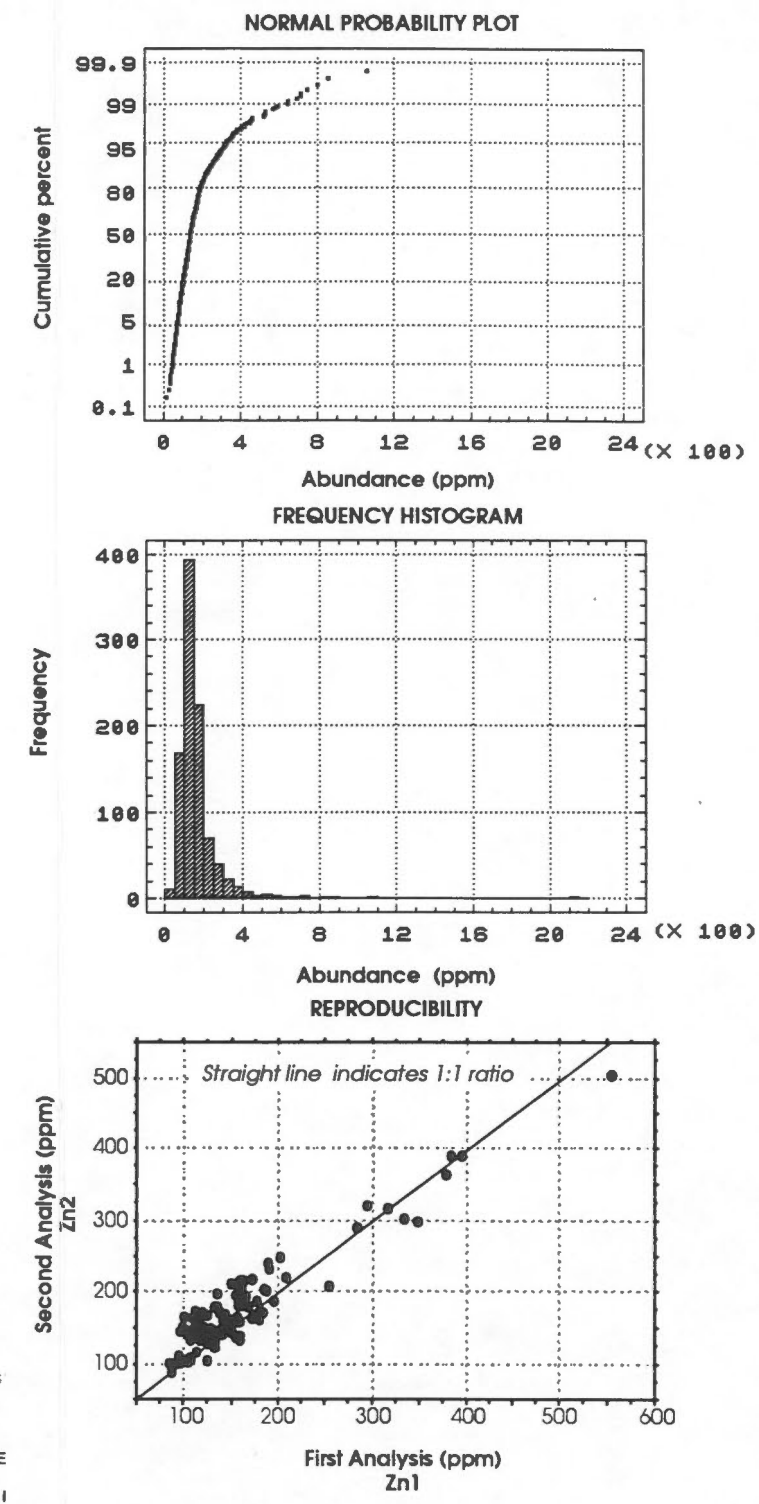 NORMAL PROBABILITY PLOT
99.9
99
95
80
50
20
5
1
0.1
Cumulative percent
0 4 8 12 16 20 24 (X 100)
Abundance (ppm)
FREQUENCY HISTOGRAM
400
300
200
100
0
Frequency
0 4 8 12 16 20 24 (X 100)
Abundance (ppm)
REPRODUCIBILITY
Straight line indicates 1:1 ratio
500
400
300
200
100
Second Analysis (ppm)
Zn2
100 200 300 400 500 600
First Analysis (ppm)
Zn1
E